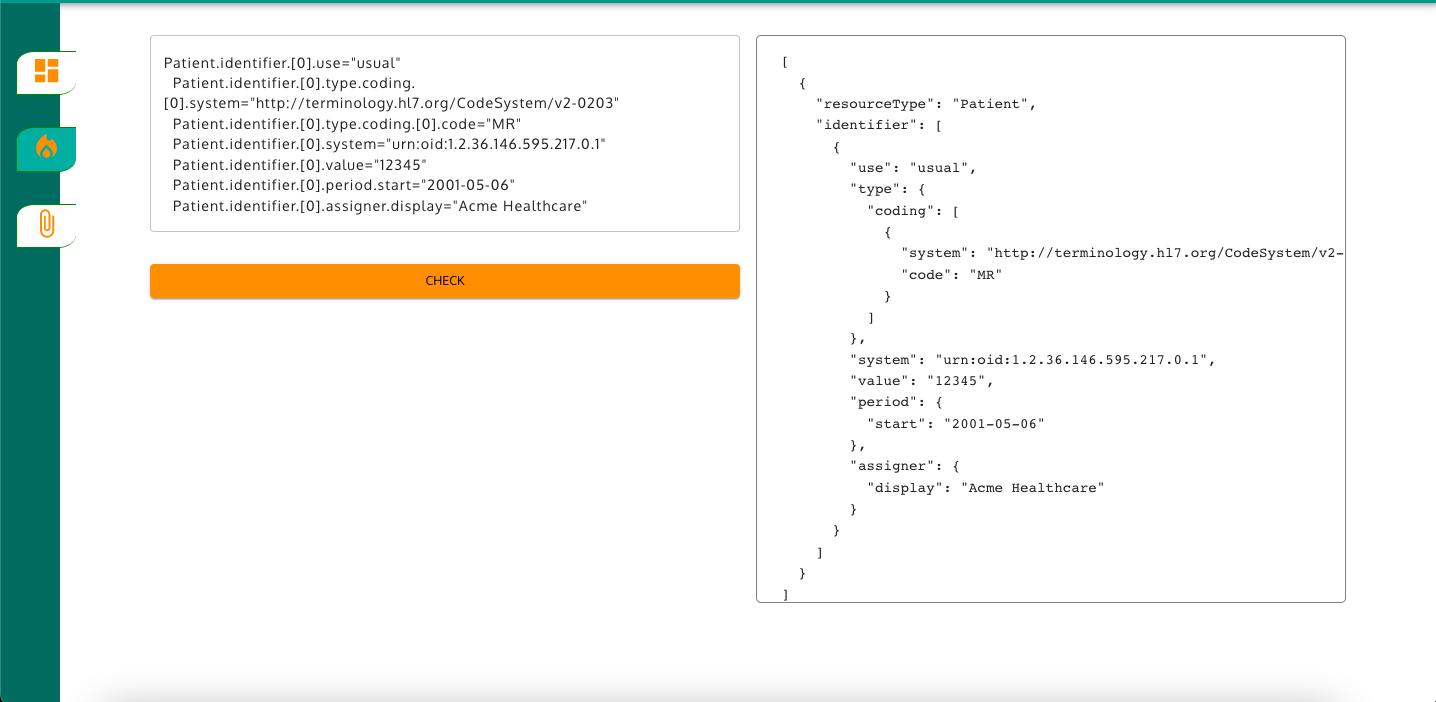 Patient.identifier.[0].use="usual"
Patient.identifier.[0].type.coding.
[0].system="http://terminology.hl7.org/CodeSystem/v2-0203"
Patient.identifier.[0].type.coding.[0].code="MR"
Patient.identifier.[0].system="urn:oid:1.2.36.146.595.217.0.1"
Patient.identifier.[0].value="12345"
Patient.identifier.[0].period.start="2001-05-06"
Patient.identifier.[0].assigner.display="Acme Healthcare"
CHECK
[
{
"resourceType": "Patient",
"identifier": [
{
"use": "usual",
"type": {
"coding": [
{
"system": "http://terminology.hl7.org/CodeSystem/v2-
"code": "MR"
}
]
},
"system": "urn:oid:1.2.36.146.595.217.0.1",
"value": "12345",
"period": {
"start": "2001-05-06"
},
"assigner": {
"display": "Acme Healthcare"
}
}
]
}
]